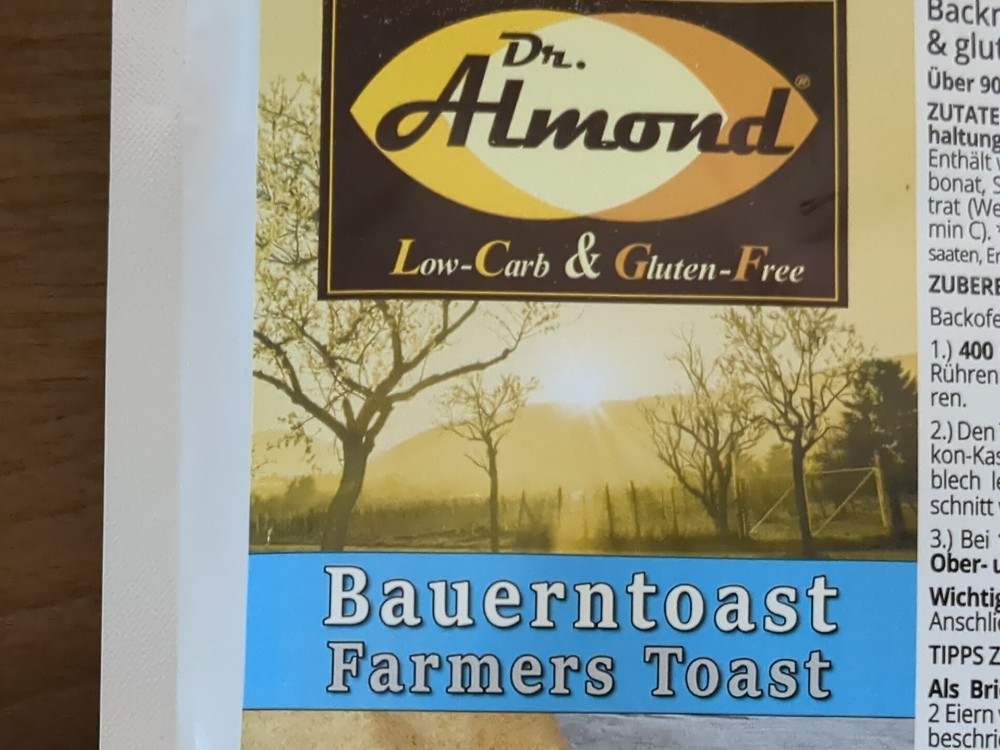 Dr.
Almond®
Low-Carb & Gluten-Free
Bauerntoast
Farmers Toast
& glu
Über 90
ZUTATE
haltung
Enthält
bonat, S
trat (We
min C).
saaten, Er
ZUBERE
Backofe
1.) 400
Rühren
ren.
2.) Den
kon-Kas
blech le
schnitt
3.) Bei
Ober- u
Wichtig
Anschlie
TIPPS Z
Als Bri
2 Eiern
beschri